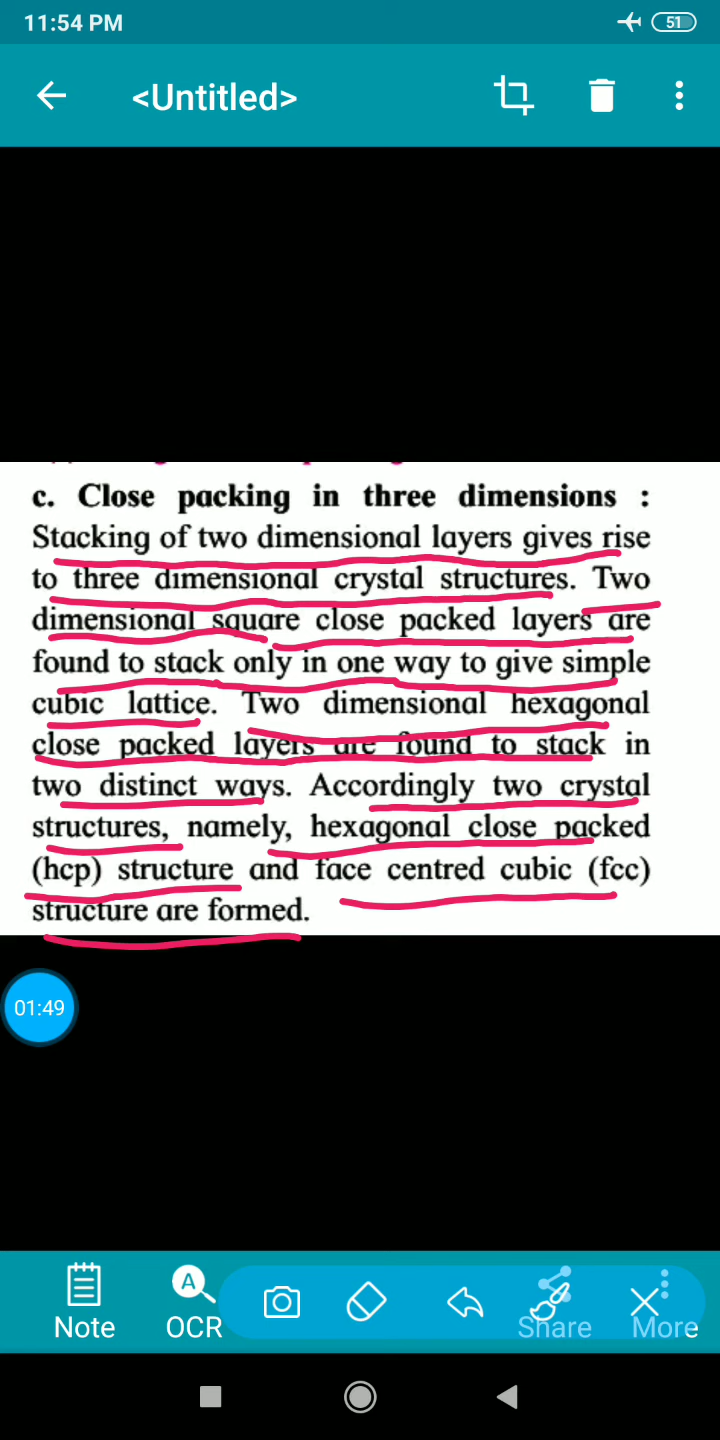 11:54 PM
51
<Untitled>
c. Close packing in three dimensions :
Stacking of two dimensional layers gives rise
to three dimensional crystal structures. Two
dimensional square close packed layers are
found to stack only in one way to give simple
cubic lattice. Two dimensional hexagonal
close packed layers are found to stack in
two distinct ways. Accordingly two crystal
structures, namely, hexagonal close packed
(hcp) structure and face centred cubic (fcc)
structure are formed.
01:49
A
Note OCR Share More